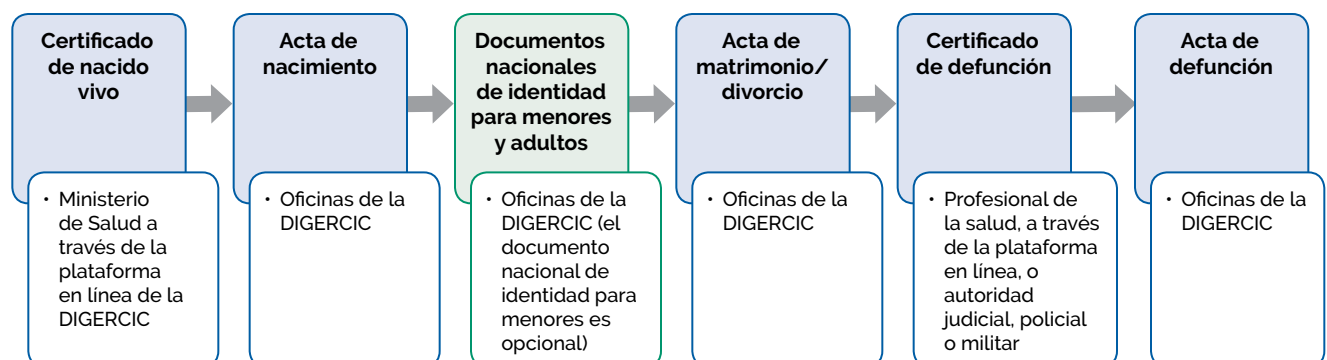 Certificado
de nacido
vivo
• Ministerio
de Salud a
través de la
plataforma
en línea de la
DIGERCIC
Acta de
nacimiento
• Oficinas de la
DIGERCIC
Documentos
nacionales
de identidad
para menores
y adultos
• Oficinas de la
DIGERCIC (el
documento
nacional de
identidad para
menores es
opcional)
Acta de
matrimonio/
divorcio
• Oficinas de la
DIGERCIC
Certificado
de defunción
• Profesional de
la salud, a través
de la plataforma
en línea, o
autoridad
judicial, policial
o militar
Acta de
defunción
• Oficinas de la
DIGERCIC